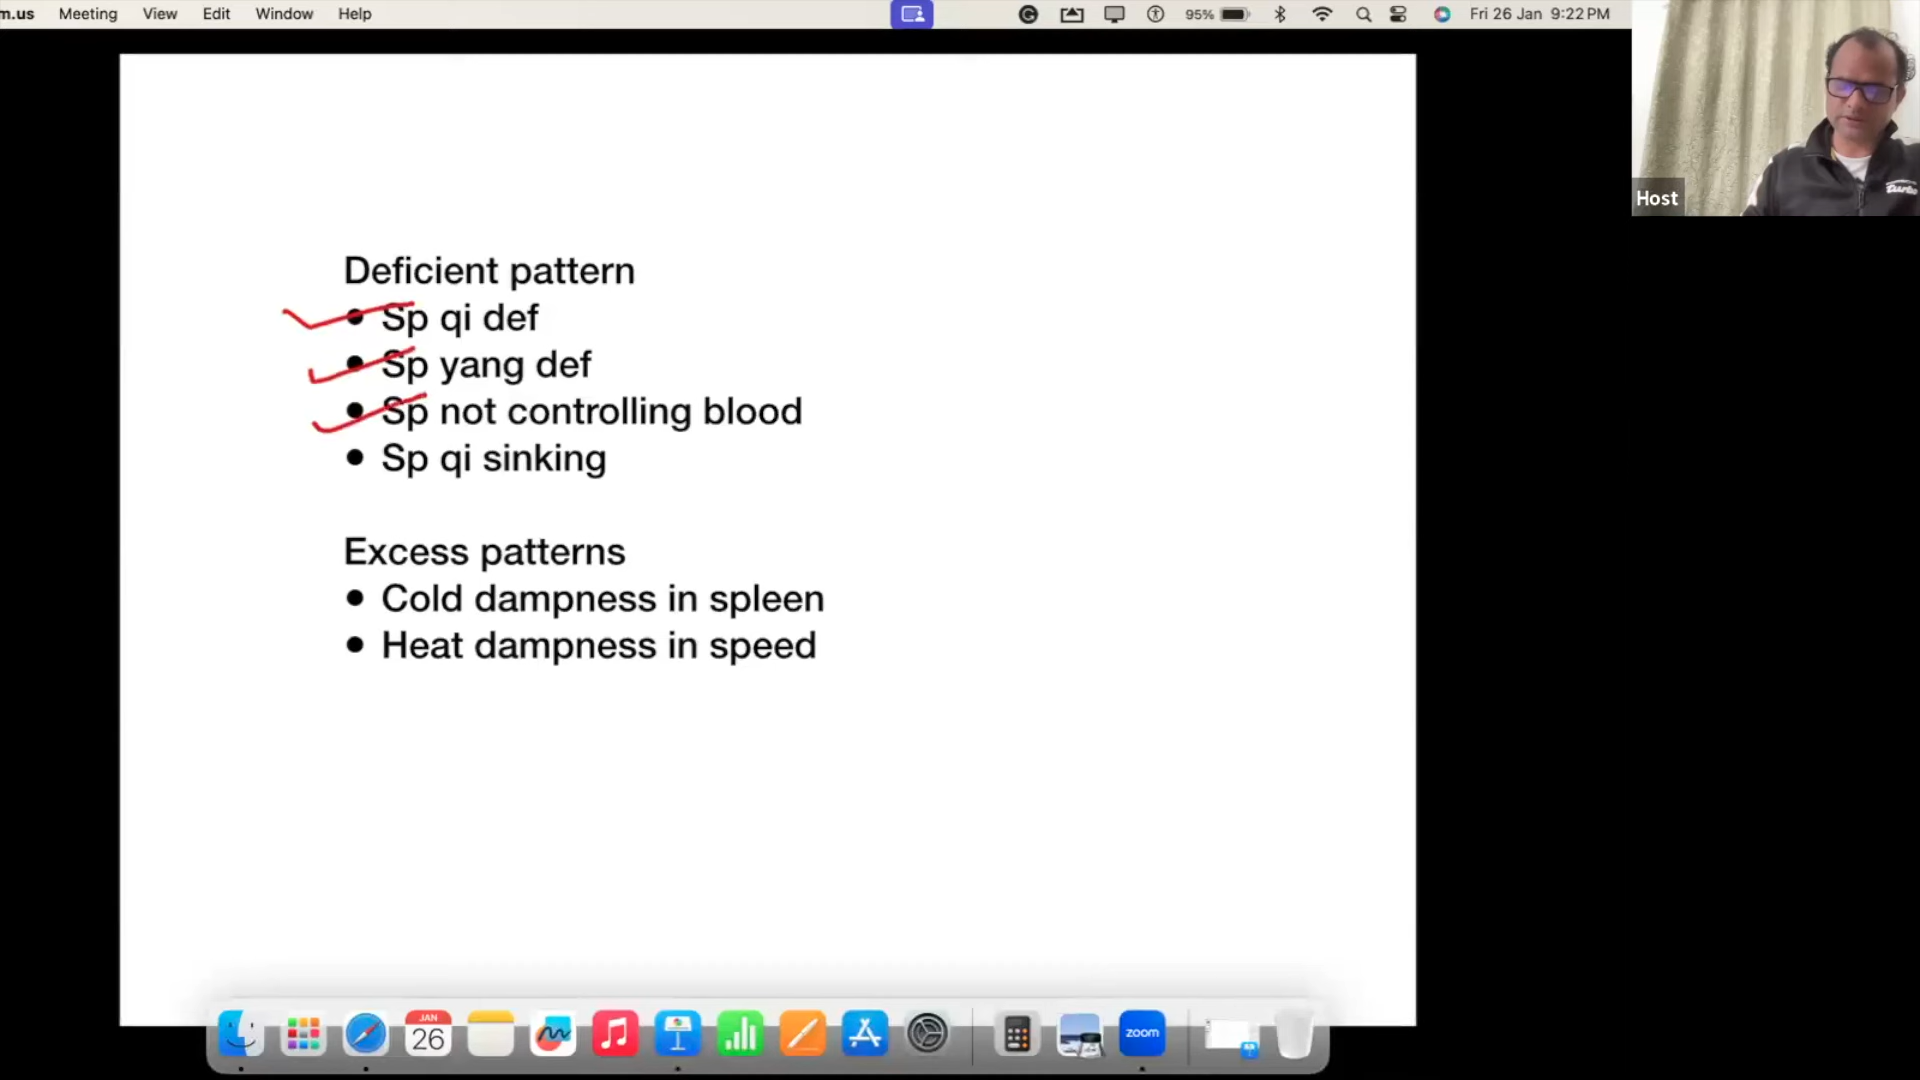 m.us Meeting View Edit Window Help 95% Fri 26 Jan 9:22 PM
Host
Deficient pattern
• Sp qi def
• Sp yang def
• Sp not controlling blood
• Sp qi sinking
Excess patterns
• Cold dampness in spleen
• Heat dampness in speed
JAN
26
zoom